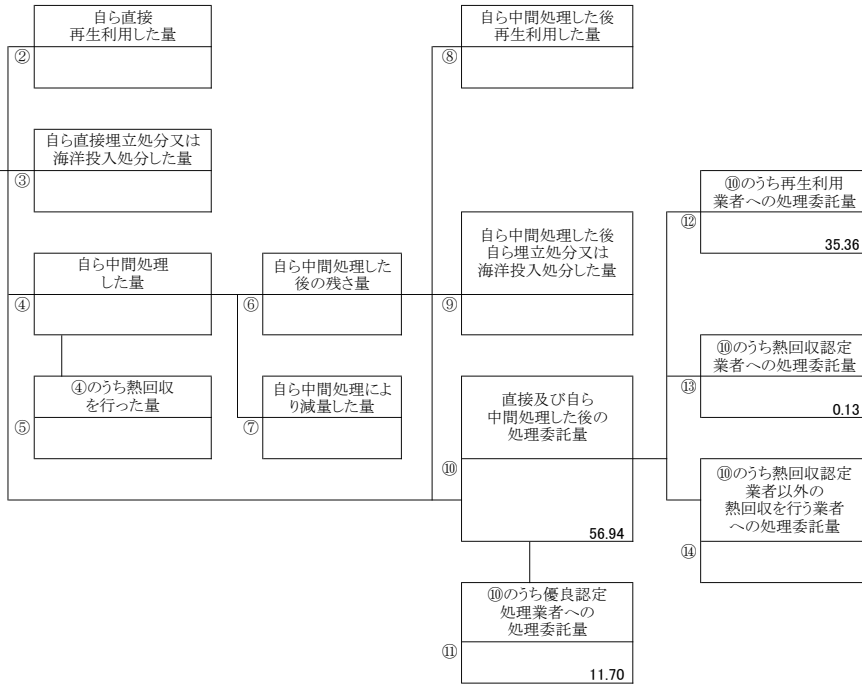 自ら直接
再生利用した量
②
自ら直接埋立処分又は
海洋投入処分した量
③
自ら中間処理
した量
④
④のうち熱回収
を行った量
⑤
自ら中間処理した
後の残さ量
⑥
自ら中間処理によ
り減量した量
⑦
自ら中間処理した後
再生利用した量
⑧
自ら中間処理した後
自ら埋立処分又は
海洋投入処分した量
⑨
直接及び自ら
中間処理した後の
処理委託量
⑩
56.94
⑩のうち優良認定
処理業者への
処理委託量
⑪
11.70
⑩のうち再生利用
業者への処理委託量
⑫
35.36
⑩のうち熱回収認定
業者への処理委託量
⑬
0.13
⑩のうち熱回収認定
業者以外の
熱回収を行う業者
への処理委託量
⑭